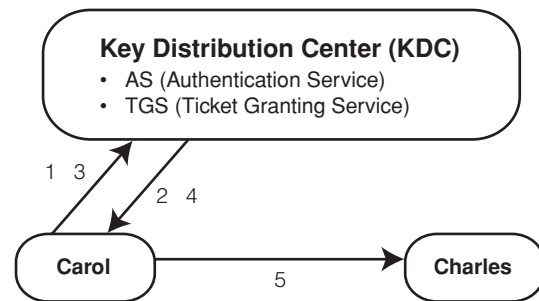 Key Distribution Center (KDC)
• AS (Authentication Service)
• TGS (Ticket Granting Service)
1 3
2 4
Carol
5
Charles